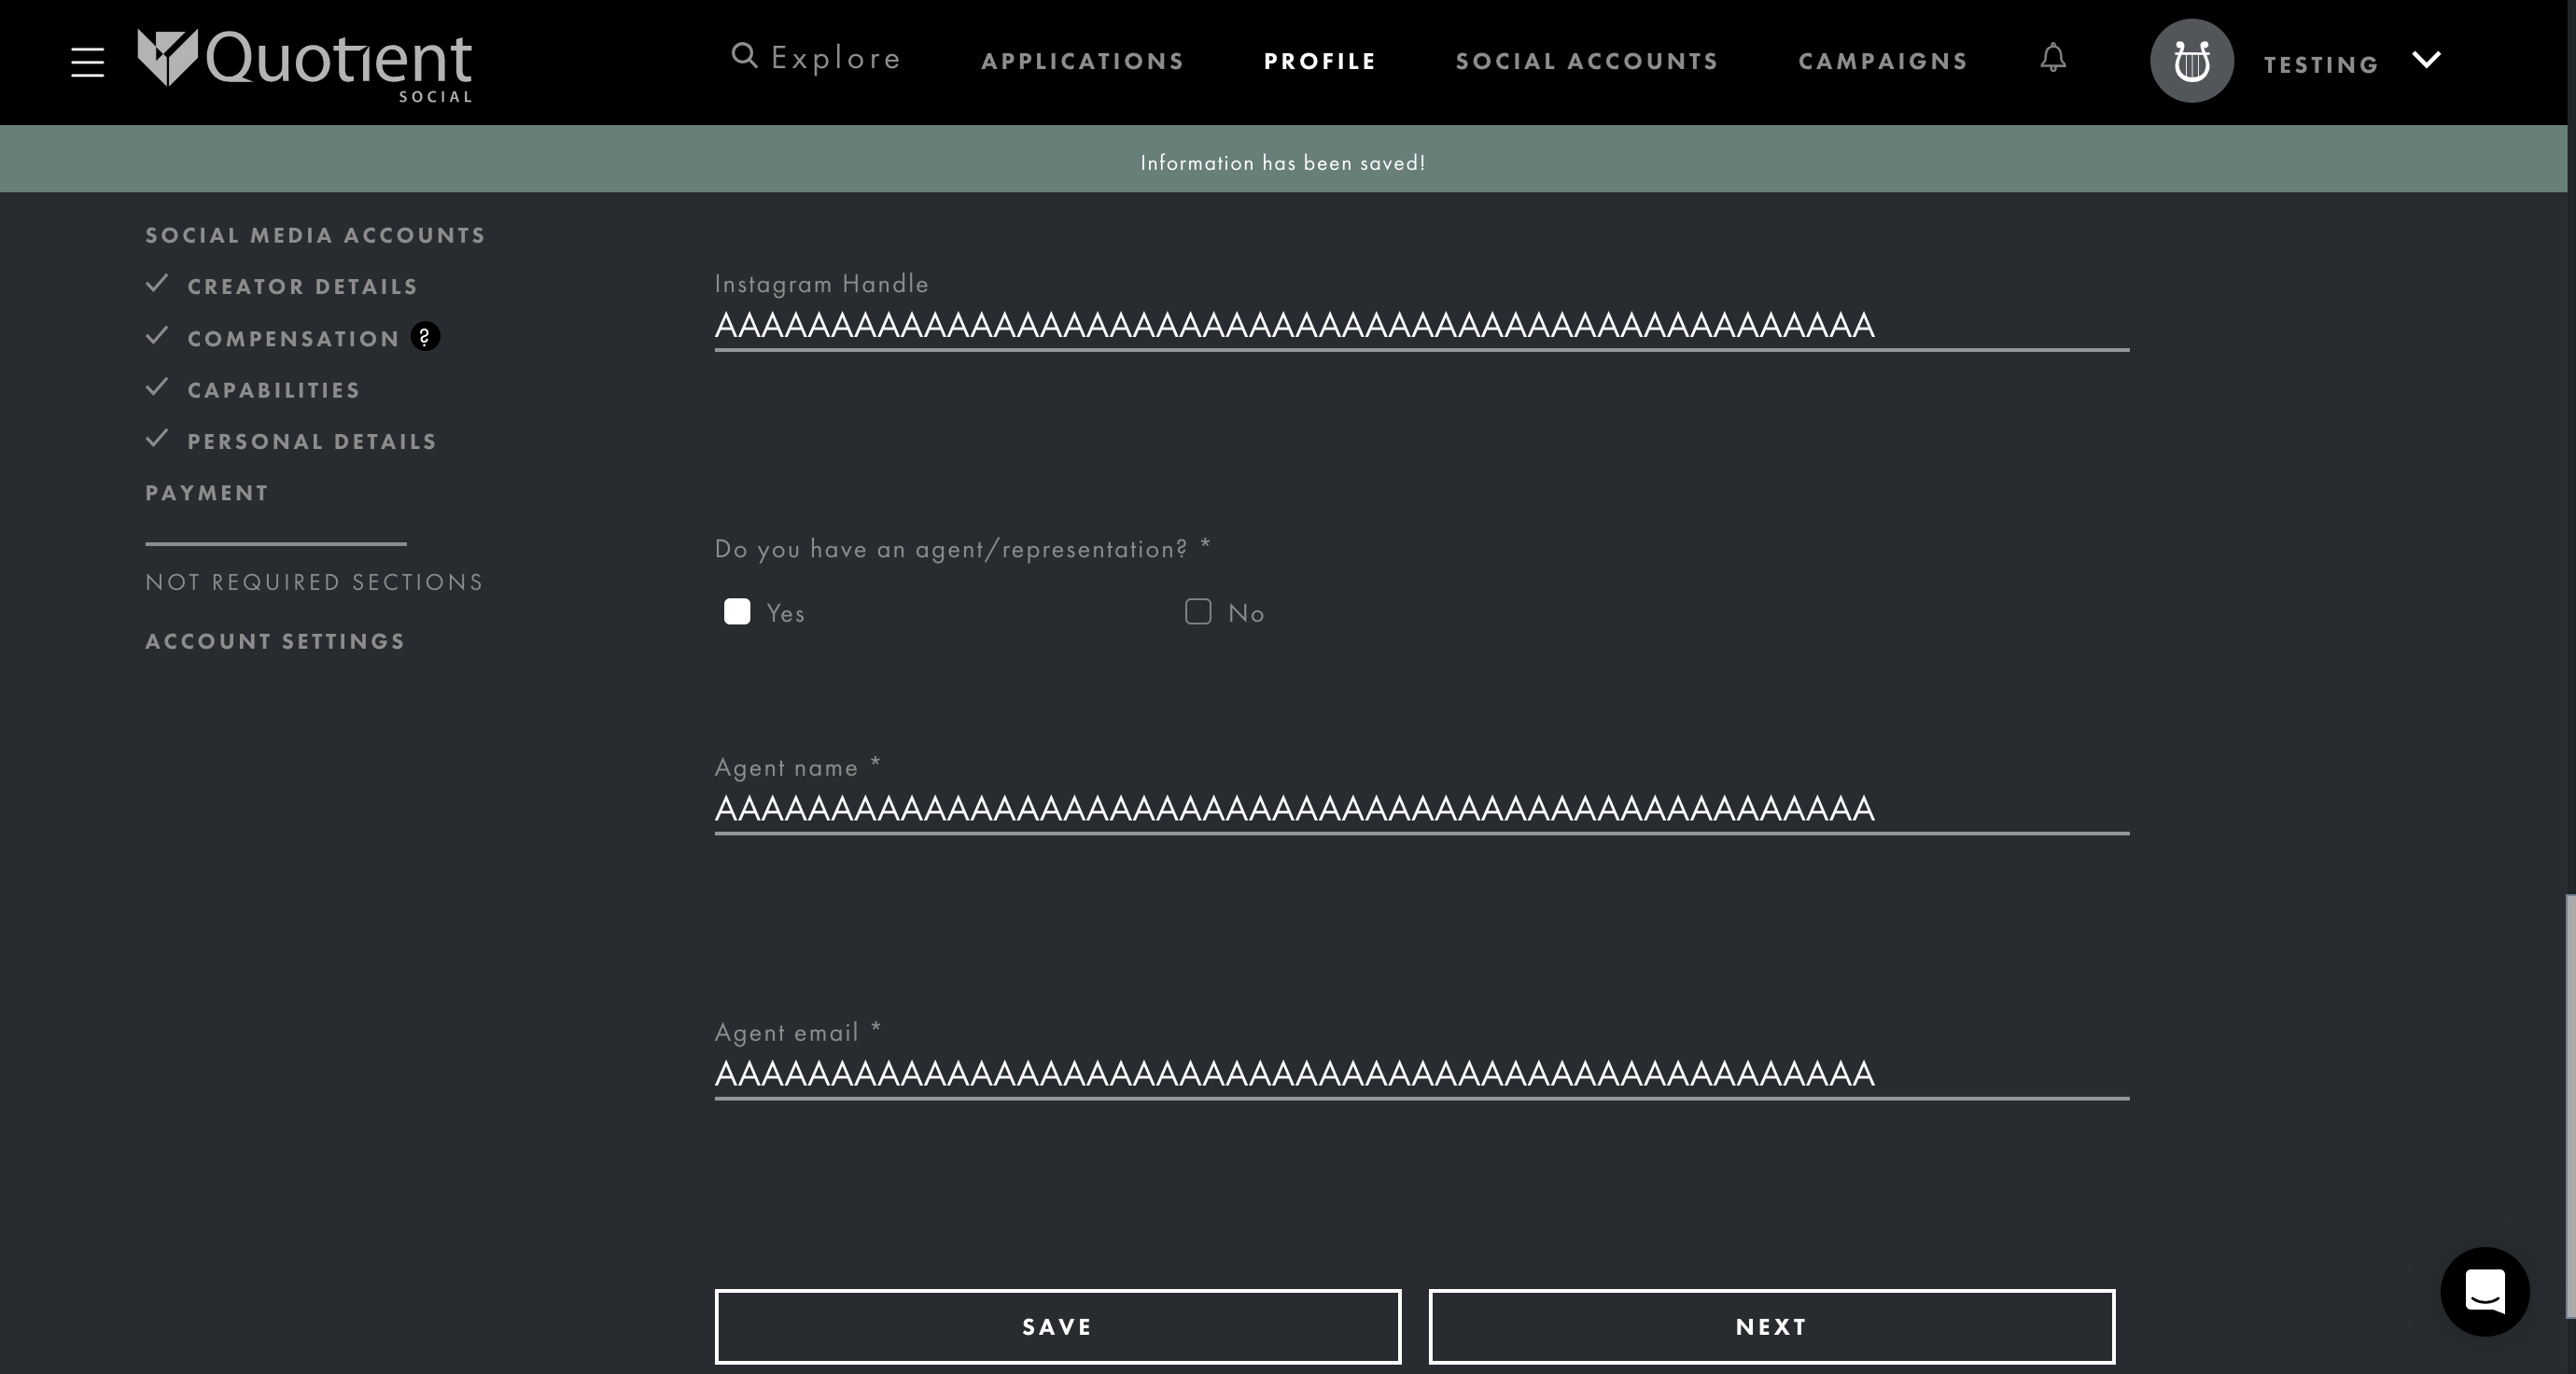 Quotient
SOCIAL
Explore
APPLICATIONS
PROFILE
SOCIAL ACCOUNTS
CAMPAIGNS
TESTING
Information has been saved!
SOCIAL MEDIA ACCOUNTS
CREATOR DETAILS
COMPENSATION ?
CAPABILITIES
PERSONAL DETAILS
PAYMENT
NOT REQUIRED SECTIONS
ACCOUNT SETTINGS
Instagram Handle
AAAAAAAAAAAAAAAAAAAAAAAAAAAAAAAAAAAAAAAAAAAAAAAAAA
Do you have an agent/representation? *
Yes
No
Agent name *
AAAAAAAAAAAAAAAAAAAAAAAAAAAAAAAAAAAAAAAAAAAAAAAAAA
Agent email *
AAAAAAAAAAAAAAAAAAAAAAAAAAAAAAAAAAAAAAAAAAAAAAAAAA
SAVE
NEXT